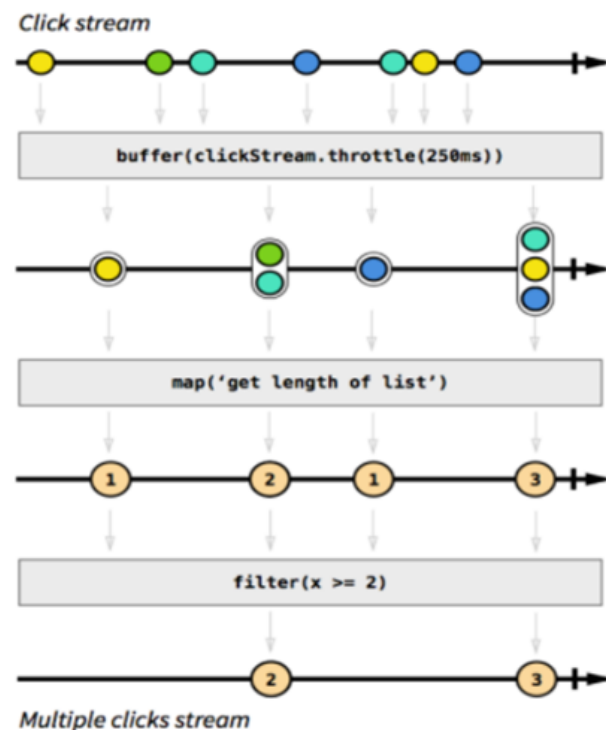 Click stream
buffer(clickStream.throttle(250ms))
map(‘get length of list’)
1 2 1 3
filter(x >= 2)
2 3
Multiple clicks stream